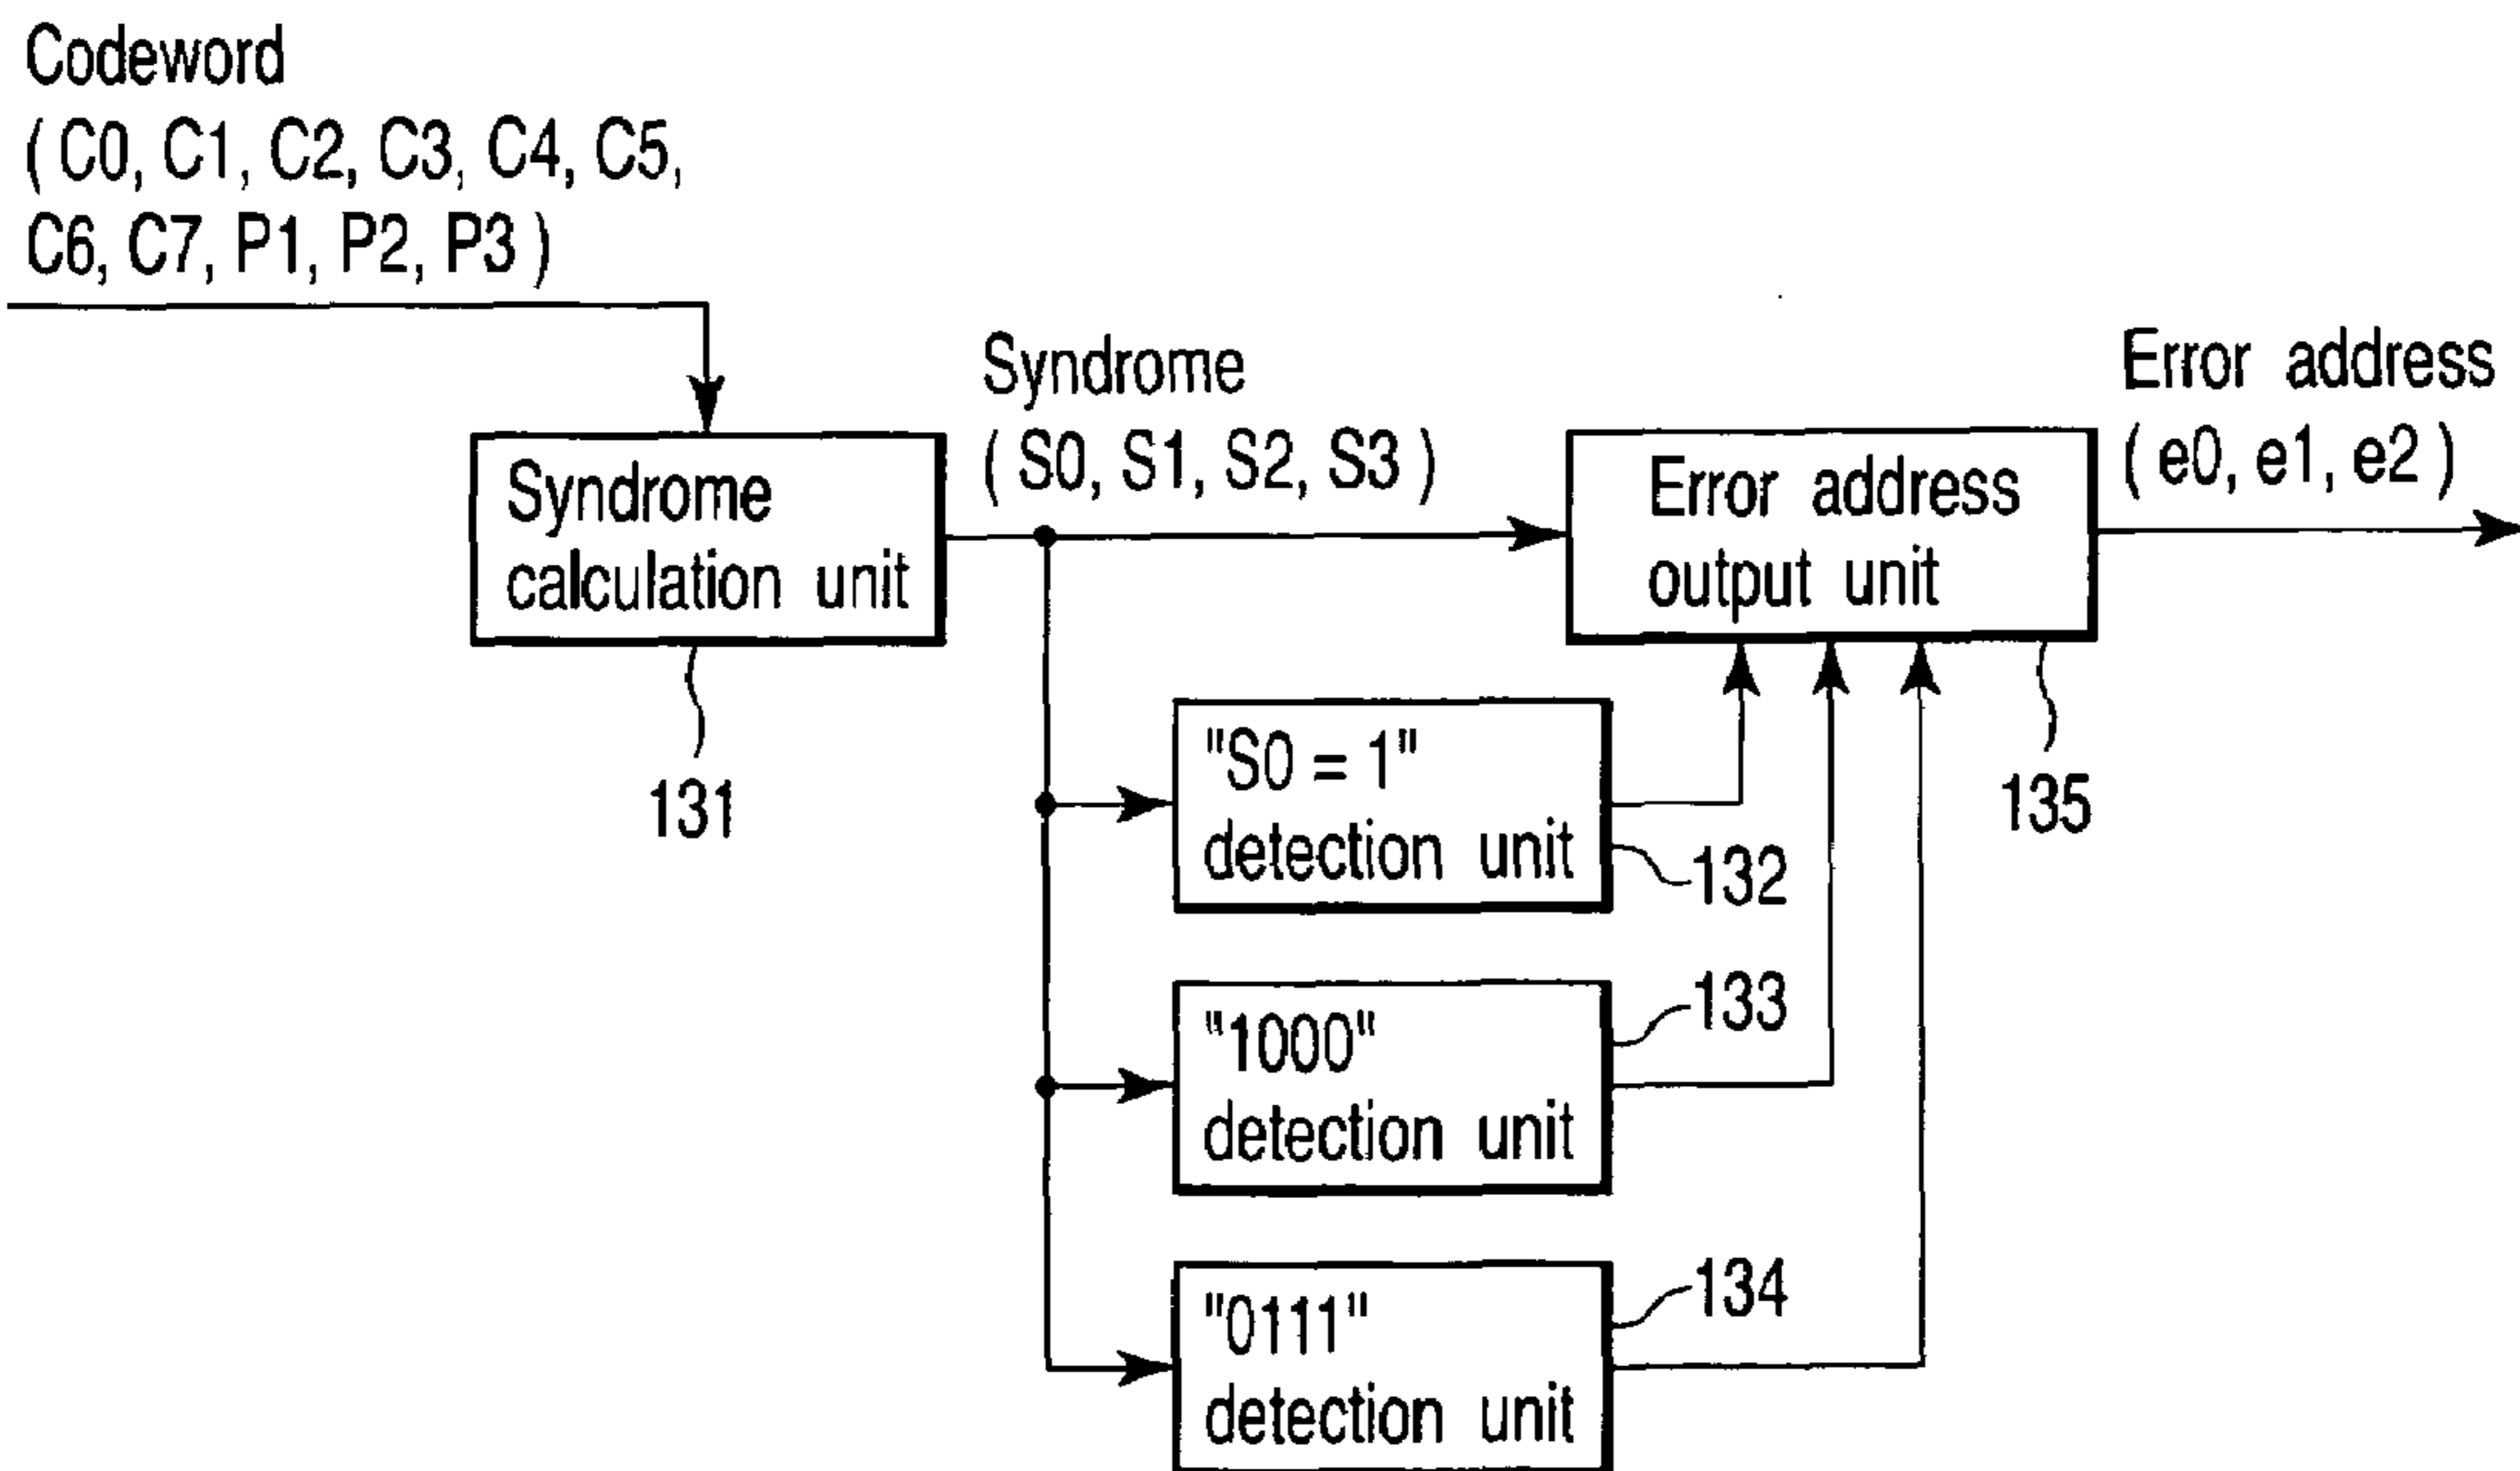 Codeword
( C0, C1, C2, C3, C4, C5,
C6, C7, P1, P2, P3 )
Syndrome
( S0, S1, S2, S3 )
Error address
( e0, e1, e2 )
Syndrome
calculation unit
Error address
output unit
131
135
"S0 = 1"
detection unit
132
"1000"
detection unit
133
"0111"
detection unit
134